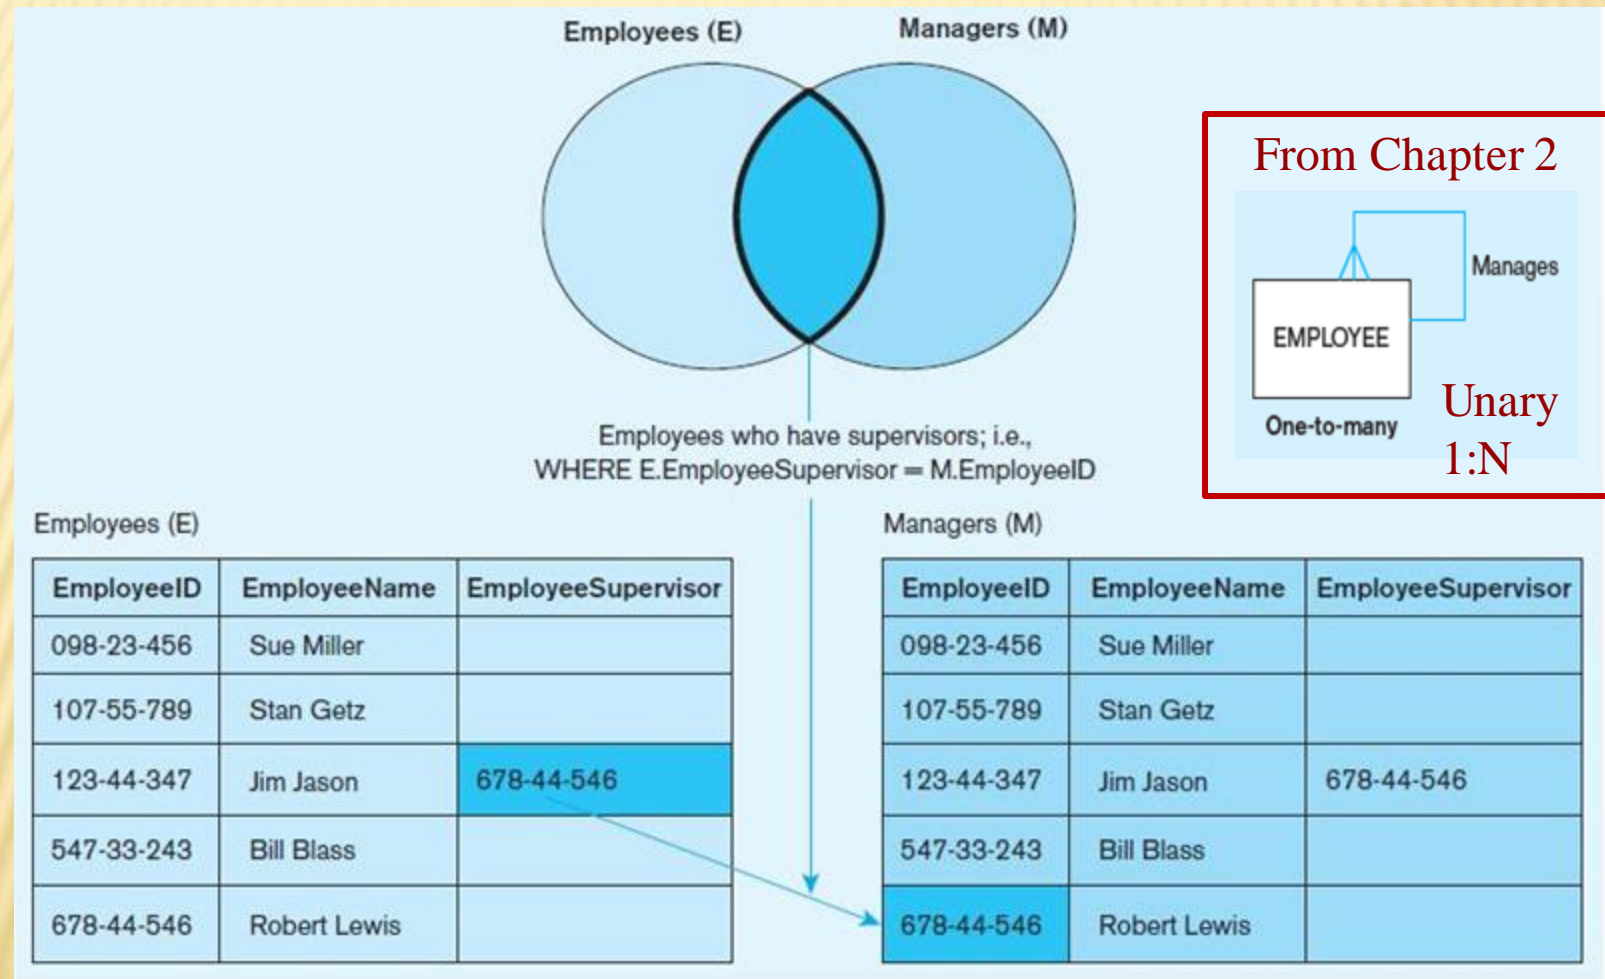 Employees (E)
Managers (M)
From Chapter 2
Manages
EMPLOYEE
One-to-many
Unary
1:N
Employees who have supervisors; i.e.,
WHERE E.EmployeeSupervisor = M.EmployeeID
Employees (E)
EmployeeID EmployeeName EmployeeSupervisor
098-23-456 Sue Miller
107-55-789 Stan Getz
123-44-347 Jim Jason 678-44-546
547-33-243 Bill Blass
678-44-546 Robert Lewis
Managers (M)
EmployeeID EmployeeName EmployeeSupervisor
098-23-456 Sue Miller
107-55-789 Stan Getz
123-44-347 Jim Jason 678-44-546
547-33-243 Bill Blass
678-44-546 Robert Lewis